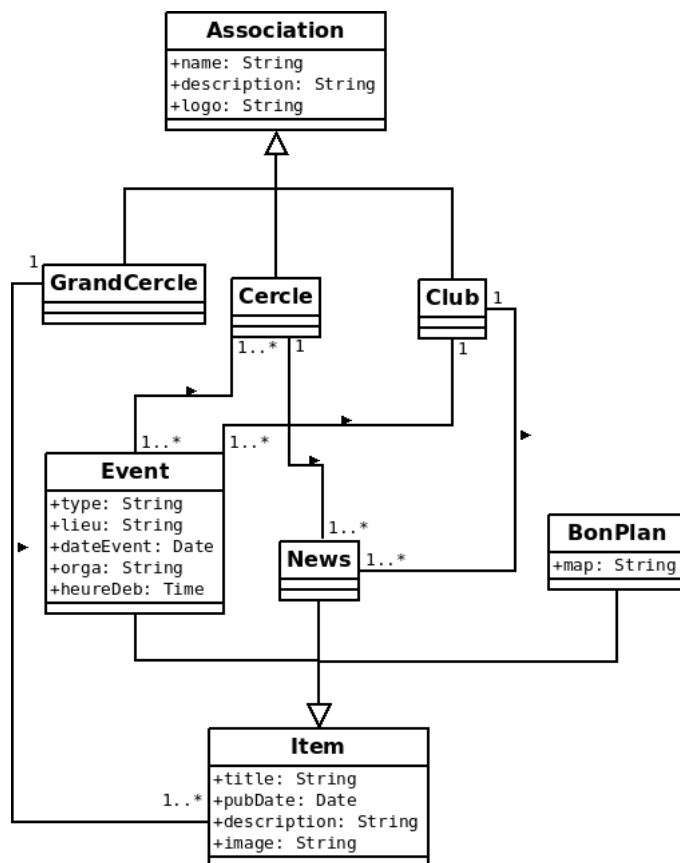 Association
+name: String
+description: String
+logo: String
1
GrandCercle
Cercle
Club
1
1..*
1
1
1..*
1..*
Event
+type: String
+lieu: String
+dateEvent: Date
+orga: String
+heureDeb: Time
1..*
News
1..*
BonPlan
+map: String
Item
+title: String
+pubDate: Date
+description: String
+image: String
1..*